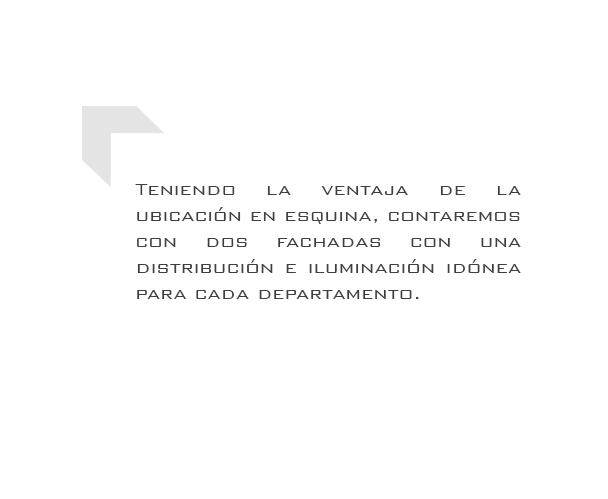 Teniendo la ventaja de la
ubicación en esquina, contaremos
con dos fachadas con una
distribución e iluminación idónea
para cada departamento.